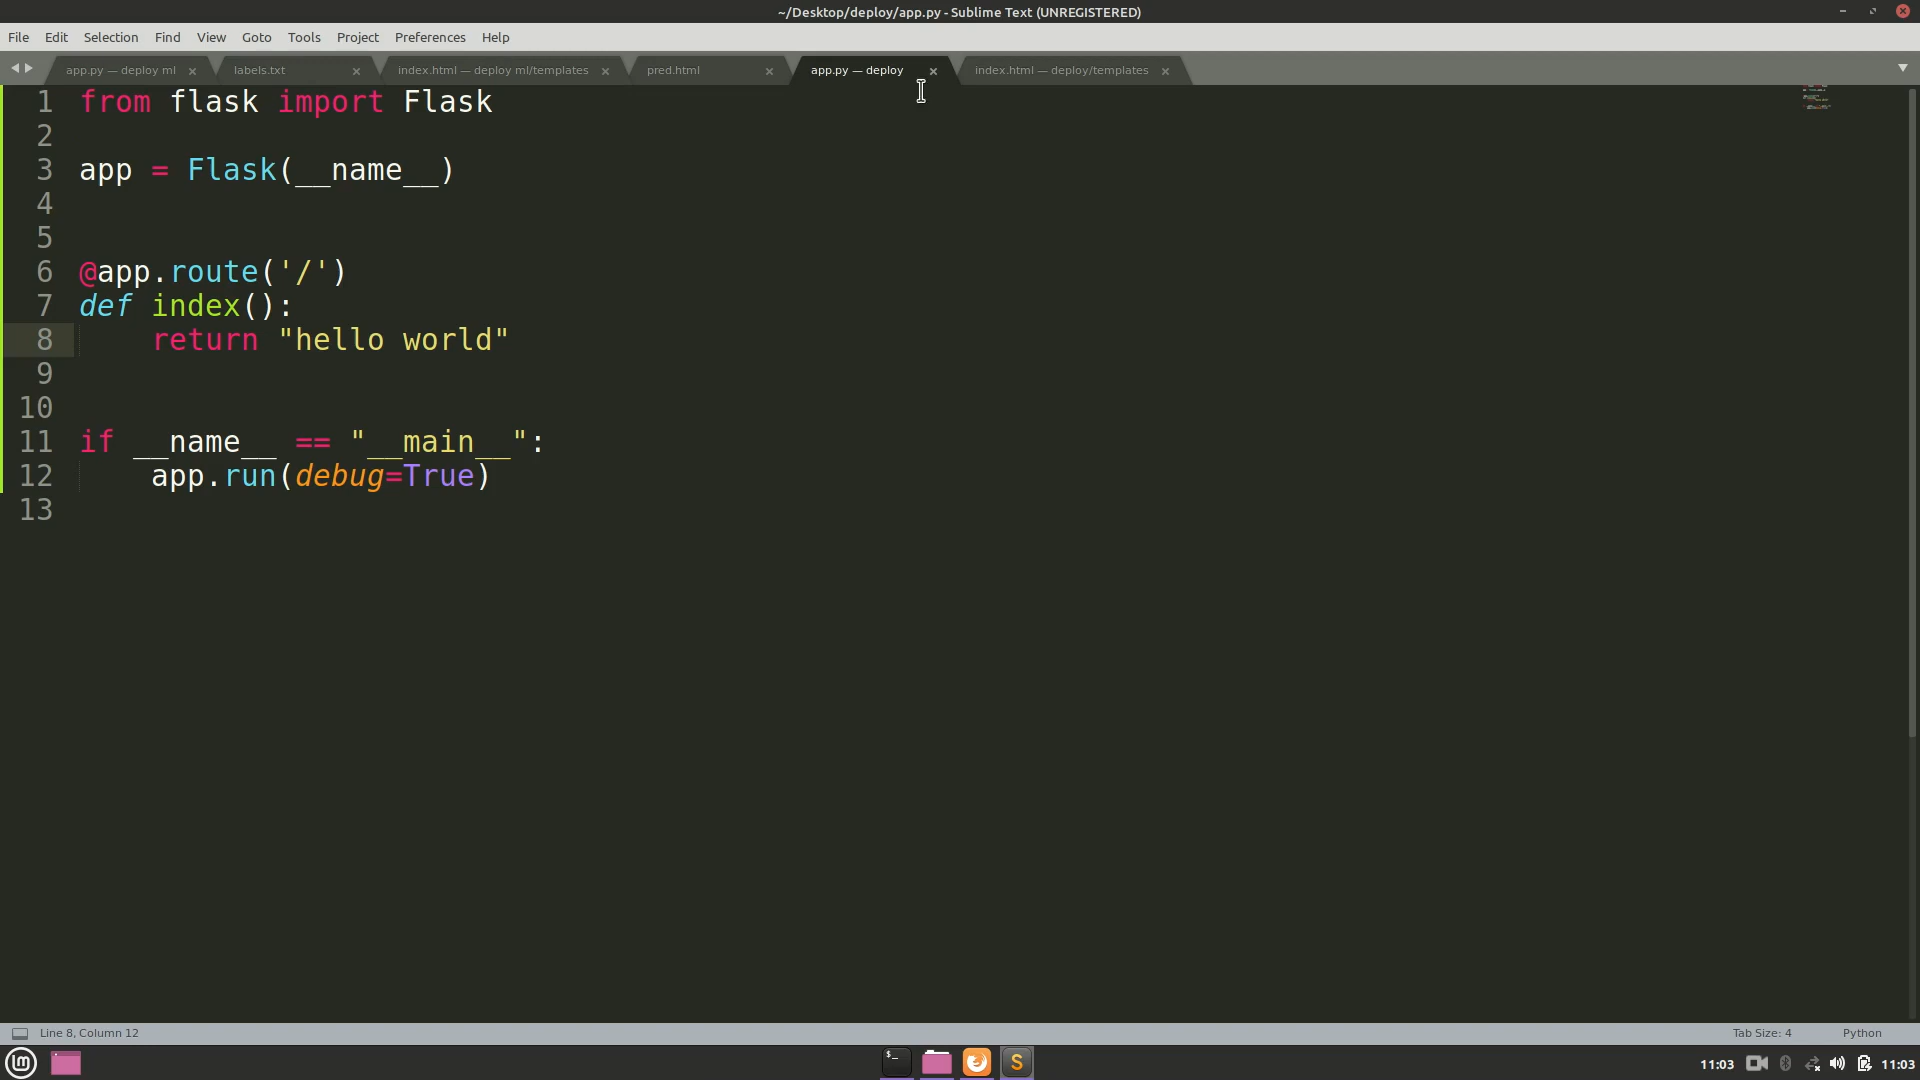 ~/Desktop/deploy/app.py - Sublime Text (UNREGISTERED)
File Edit Selection Find View Goto Tools Project Preferences Help
app.py — deploy ml labels.txt index.html — deploy ml/templates pred.html app.py — deploy index.html — deploy/templates
1 from flask import Flask
2
3 app = Flask(__name__)
4
5
6 @app.route('/')
7 def index():
8 return "hello world"
9
10
11 if __name__ == "__main__":
12 app.run(debug=True)
13
Line 8, Column 12 Tab Size: 4 Python
$_ S 11:03 11:03